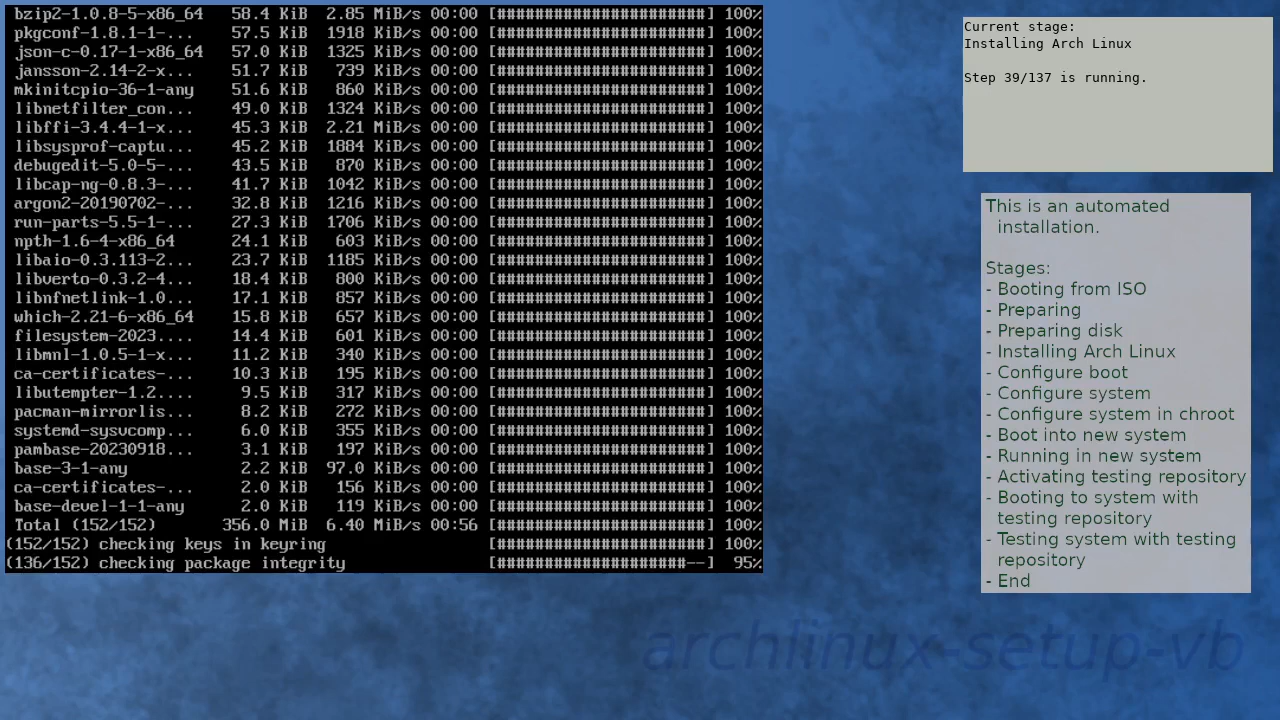 bzip2-1.0.8-5-x86_64 58.4 KiB 2.85 MiB/s 00:00 [######################] 100%
pkgconf-1.8.1-1-... 57.5 KiB 1918 KiB/s 00:00 [######################] 100%
json-c-0.17-1-x86_64 57.0 KiB 1325 KiB/s 00:00 [######################] 100%
jansson-2.14-2-x... 51.7 KiB 739 KiB/s 00:00 [######################] 100%
mkinitcpio-36-1-any 51.6 KiB 860 KiB/s 00:00 [######################] 100%
libnetfilter_con... 49.0 KiB 1324 KiB/s 00:00 [######################] 100%
libffi-3.4.4-1-x... 45.3 KiB 2.21 MiB/s 00:00 [######################] 100%
libsysprof-captu... 45.2 KiB 1884 KiB/s 00:00 [######################] 100%
debugedit-5.0-5-... 43.5 KiB 870 KiB/s 00:00 [######################] 100%
libcap-ng-0.8.3-... 41.7 KiB 1042 KiB/s 00:00 [######################] 100%
argon2-20190702-... 32.8 KiB 1216 KiB/s 00:00 [######################] 100%
run-parts-5.5-1-... 27.3 KiB 1706 KiB/s 00:00 [######################] 100%
npth-1.6-4-x86_64 24.1 KiB 603 KiB/s 00:00 [######################] 100%
libaio-0.3.113-2... 23.7 KiB 1185 KiB/s 00:00 [######################] 100%
libverto-0.3.2-4... 18.4 KiB 800 KiB/s 00:00 [######################] 100%
libnfnetlink-1.0... 17.1 KiB 857 KiB/s 00:00 [######################] 100%
which-2.21-6-x86_64 15.8 KiB 657 KiB/s 00:00 [######################] 100%
filesystem-2023.... 14.4 KiB 601 KiB/s 00:00 [######################] 100%
libmnl-1.0.5-1-x... 11.2 KiB 340 KiB/s 00:00 [######################] 100%
ca-certificates-... 10.3 KiB 195 KiB/s 00:00 [######################] 100%
libutempter-1.2.... 9.5 KiB 317 KiB/s 00:00 [######################] 100%
pacman-mirrorlis... 8.2 KiB 272 KiB/s 00:00 [######################] 100%
systemd-sysvcomp... 6.0 KiB 355 KiB/s 00:00 [######################] 100%
pambase-20230918... 3.1 KiB 197 KiB/s 00:00 [######################] 100%
base-3-1-any 2.2 KiB 97.0 KiB/s 00:00 [######################] 100%
ca-certificates-... 2.0 KiB 156 KiB/s 00:00 [######################] 100%
base-devel-1-1-any 2.0 KiB 119 KiB/s 00:00 [######################] 100%
Total (152/152) 356.0 MiB 6.40 MiB/s 00:56 [######################] 100%
(152/152) checking keys in keyring [######################] 100%
(136/152) checking package integrity [####################--] 95%
Current stage:
Installing Arch Linux
Step 39/137 is running.
This is an automated
installation.
Stages:
- Booting from ISO
- Preparing
- Preparing disk
- Installing Arch Linux
- Configure boot
- Configure system
- Configure system in chroot
- Boot into new system
- Running in new system
- Activating testing repository
- Booting to system with
testing repository
- Testing system with testing
repository
- End
archlinux-setup-vb